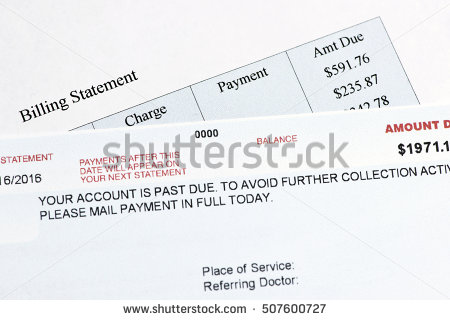 Billing Statement
Charge
Payment
Amt Due
$591.76
$235.87
STATEMENT
PAYMENTS AFTER THIS
DATE WILL APPEAR ON
YOUR NEXT STATEMENT
0000
BALANCE
AMOUNT D
16/2016
$1971.1
YOUR ACCOUNT IS PAST DUE. TO AVOID FURTHER COLLECTION ACTIV
PLEASE MAIL PAYMENT IN FULL TODAY.
Place of Service:
Referring Doctor:
shutterstock
www.shutterstock.com · 507600727